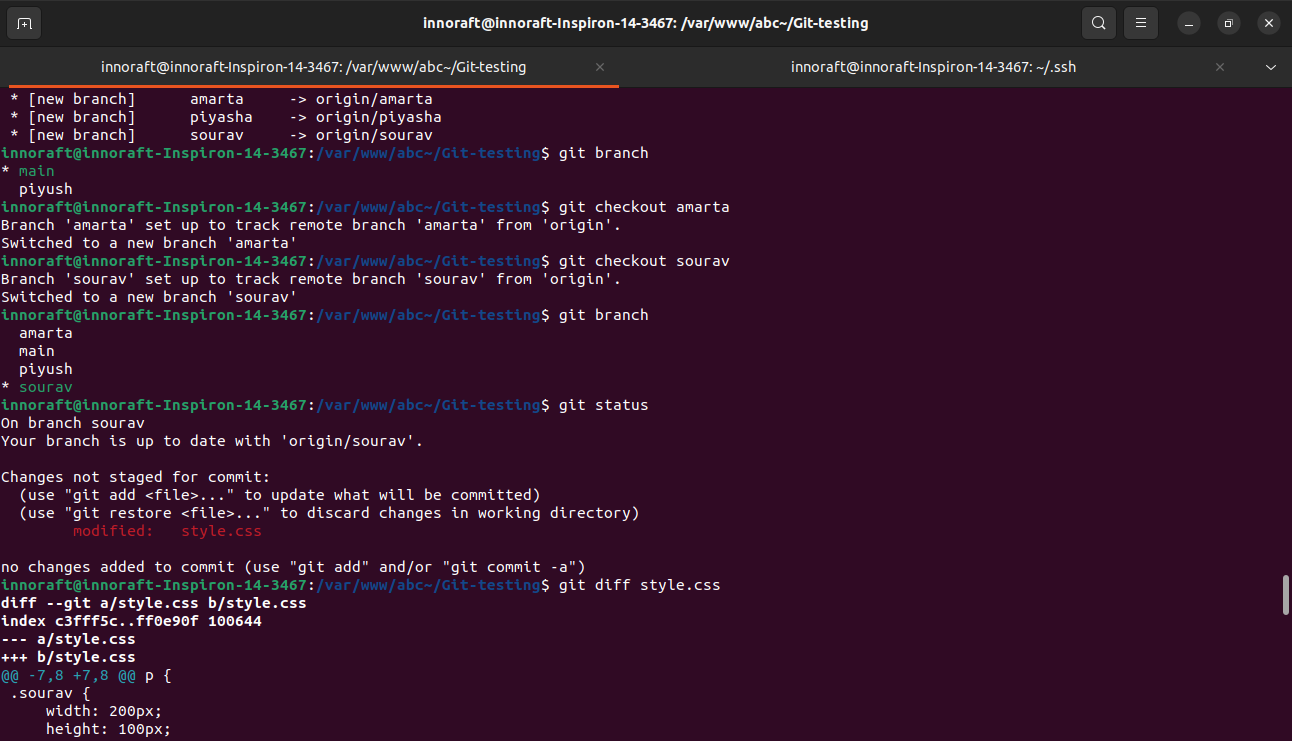 innoraft@innoraft-Inspiron-14-3467: /var/www/abc~/Git-testing
innoraft@innoraft-Inspiron-14-3467: /var/www/abc~/Git-testing
innoraft@innoraft-Inspiron-14-3467: ~/.ssh
 * [new branch]      amarta     -> origin/amarta
 * [new branch]      piyasha    -> origin/piyasha
 * [new branch]      sourav     -> origin/sourav
innoraft@innoraft-Inspiron-14-3467:/var/www/abc~/Git-testing$ git branch
* main
  piyush
innoraft@innoraft-Inspiron-14-3467:/var/www/abc~/Git-testing$ git checkout amarta
Branch 'amarta' set up to track remote branch 'amarta' from 'origin'.
Switched to a new branch 'amarta'
innoraft@innoraft-Inspiron-14-3467:/var/www/abc~/Git-testing$ git checkout sourav
Branch 'sourav' set up to track remote branch 'sourav' from 'origin'.
Switched to a new branch 'sourav'
innoraft@innoraft-Inspiron-14-3467:/var/www/abc~/Git-testing$ git branch
  amarta
  main
  piyush
* sourav
innoraft@innoraft-Inspiron-14-3467:/var/www/abc~/Git-testing$ git status
On branch sourav
Your branch is up to date with 'origin/sourav'.

Changes not staged for commit:
  (use "git add <file>..." to update what will be committed)
  (use "git restore <file>..." to discard changes in working directory)
        modified:   style.css

no changes added to commit (use "git add" and/or "git commit -a")
innoraft@innoraft-Inspiron-14-3467:/var/www/abc~/Git-testing$ git diff style.css
diff --git a/style.css b/style.css
index c3fff5c..ff0e90f 100644
--- a/style.css
+++ b/style.css
@@ -7,8 +7,8 @@ p {
 .sourav {
     width: 200px;
     height: 100px;